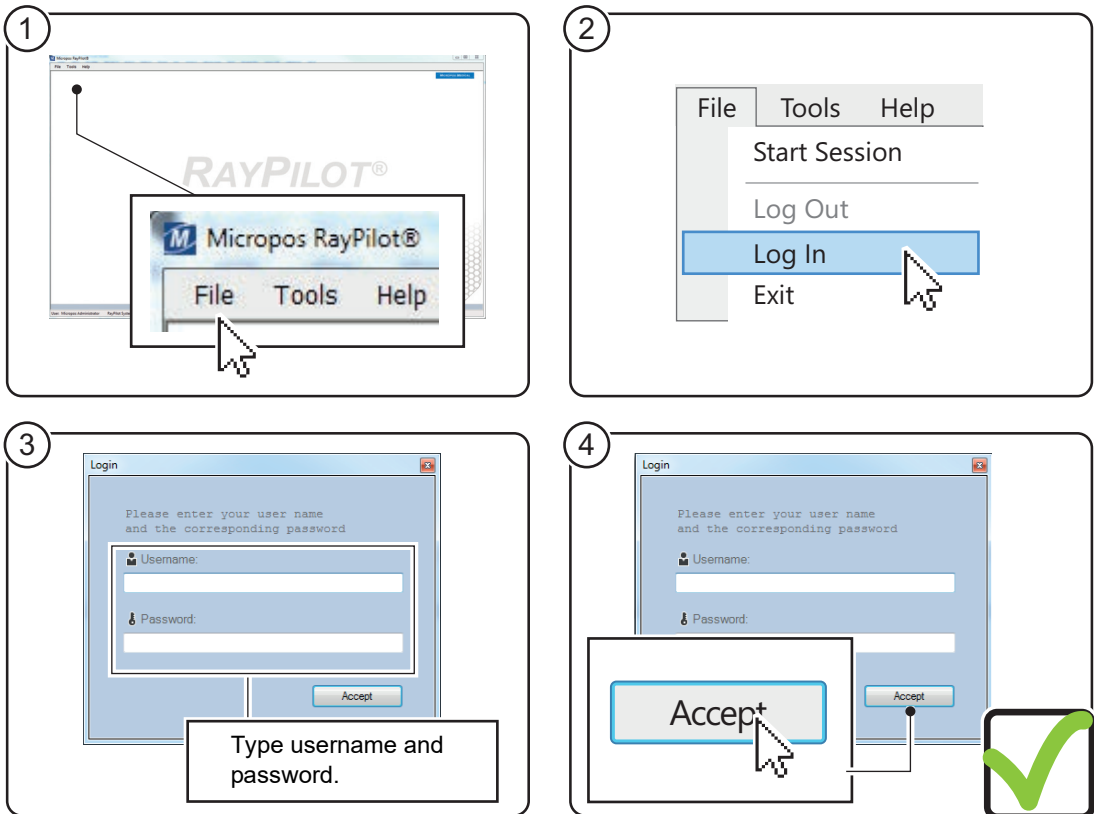 1
Micropos RayPilot®
File Tools Help
RAYPILOT®
Micropos RayPilot®
File Tools Help
2
File Tools Help
Start Session
Log Out
Log In
Exit
3
Login
Please enter your user name
and the corresponding password
Username:
Password:
Accept
Type username and
password.
4
Login
Please enter your user name
and the corresponding password
Username:
Password:
Accept
Accept